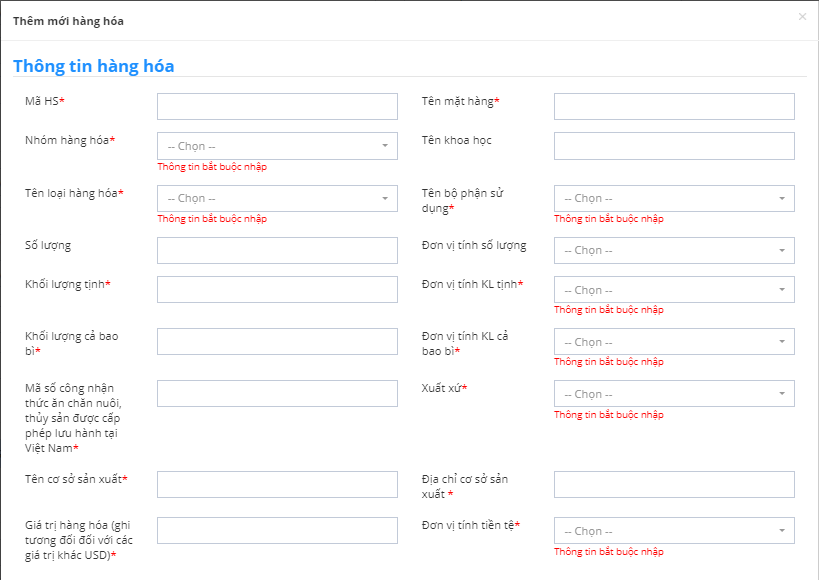 Thêm mới hàng hóa
×
Thông tin hàng hóa
Mã HS*
Tên mặt hàng*
Nhóm hàng hóa*
-- Chọn --
Thông tin bắt buộc nhập
Tên khoa học
Tên loại hàng hóa*
-- Chọn --
Thông tin bắt buộc nhập
Tên bộ phận sử
dụng*
-- Chọn --
Thông tin bắt buộc nhập
Số lượng
Đơn vị tính số lượng
-- Chọn --
Khối lượng tịnh*
Đơn vị tính KL tịnh*
-- Chọn --
Thông tin bắt buộc nhập
Khối lượng cả bao
bì*
Đơn vị tính KL cả
bao bì*
-- Chọn --
Thông tin bắt buộc nhập
Mã số công nhận
thức ăn chăn nuôi,
thủy sản được cấp
phép lưu hành tại
Việt Nam*
Xuất xứ*
-- Chọn --
Thông tin bắt buộc nhập
Tên cơ sở sản xuất*
Địa chỉ cơ sở sản
xuất *
Giá trị hàng hóa (ghi
tương đối đối với các
giá trị khác USD)*
Đơn vị tính tiền tệ*
-- Chọn --
Thông tin bắt buộc nhập